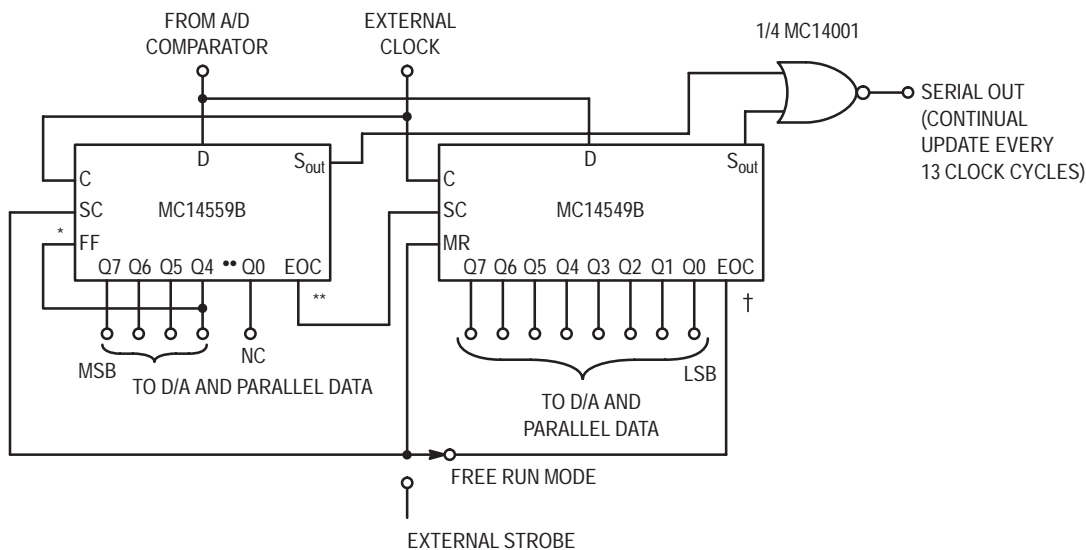 FROM A/D
COMPARATOR
EXTERNAL
CLOCK
1/4 MC14001
SERIAL OUT
(CONTINUAL
UPDATE EVERY
13 CLOCK CYCLES)
D
Sout
C
SC
MC14559B
*
FF
Q7 Q6 Q5 Q4 •• Q0 EOC
**
D
Sout
C
SC
MC14549B
MR
Q7 Q6 Q5 Q4 Q3 Q2 Q1 Q0 EOC
†
MSB
NC
TO D/A AND PARALLEL DATA
LSB
TO D/A AND
PARALLEL DATA
FREE RUN MODE
EXTERNAL STROBE